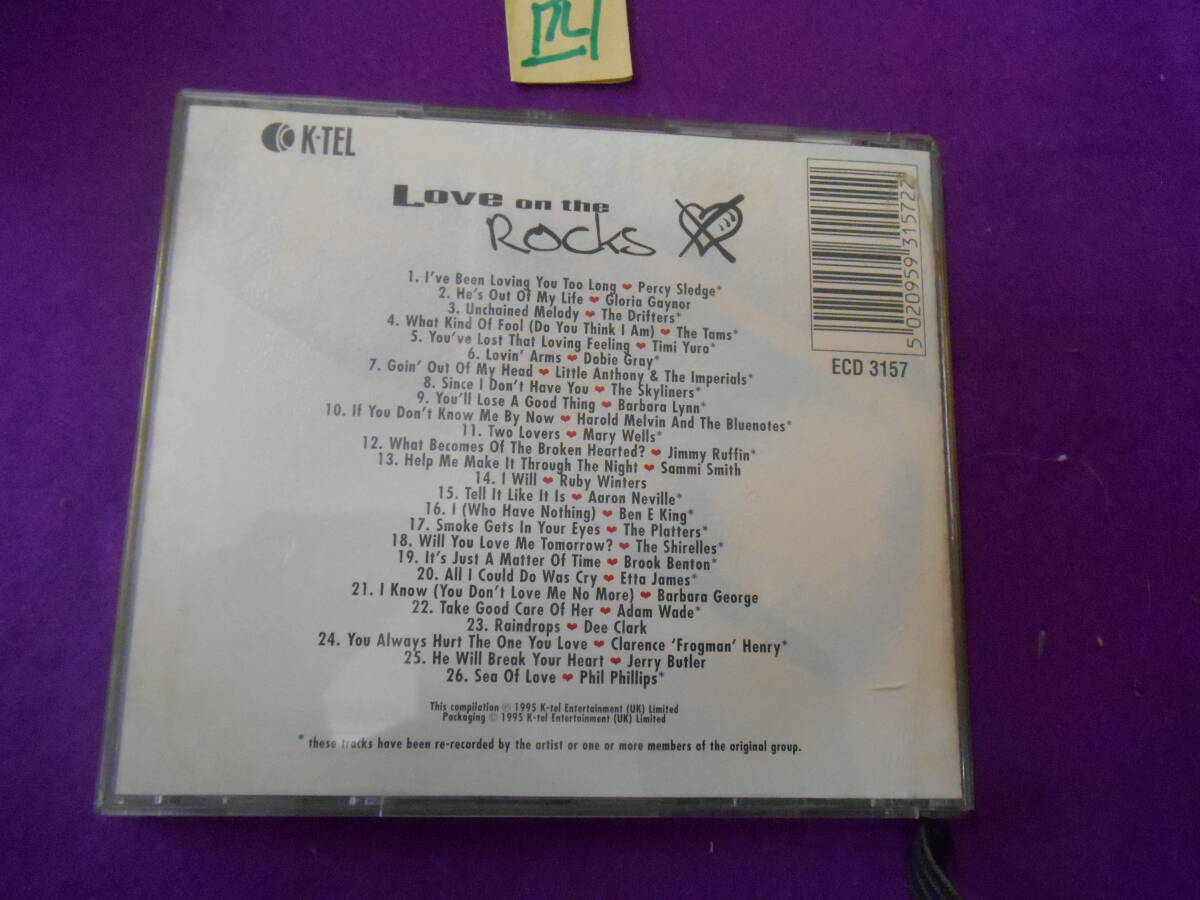 K-TEL
Love on the
Rocks
1. I've Been Loving You Too Long ❤ Percy Sledge*
2. He's Out Of My Life ❤ Gloria Gaynor
3. Unchained Melody ❤ The Drifters*
4. What Kind Of Fool (Do You Think I Am) ❤ The Tams*
5. You've Lost That Loving Feeling ❤ Timi Yuro*
6. Lovin' Arms ❤ Dobie Gray*
7. Goin' Out Of My Head ❤ Little Anthony & The Imperials*
8. Since I Don't Have You ❤ The Skyliners*
9. You'll Lose A Good Thing ❤ Barbara Lynn*
10. If You Don't Know Me By Now ❤ Harold Melvin And The Bluenotes*
11. Two Lovers ❤ Mary Wells*
12. What Becomes Of The Broken Hearted? ❤ Jimmy Ruffin*
13. Help Me Make It Through The Night ❤ Sammi Smith
14. I Will ❤ Ruby Winters
15. Tell It Like It Is ❤ Aaron Neville*
16. I (Who Have Nothing) ❤ Ben E King*
17. Smoke Gets In Your Eyes ❤ The Platters*
18. Will You Love Me Tomorrow? ❤ The Shirelles*
19. It's Just A Matter Of Time ❤ Brook Benton*
20. All I Could Do Was Cry ❤ Etta James*
21. I Know (You Don't Love Me No More) ❤ Barbara George
22. Take Good Care Of Her ❤ Adam Wade*
23. Raindrops ❤ Dee Clark
24. You Always Hurt The One You Love ❤ Clarence 'Frogman' Henry*
25. He Will Break Your Heart ❤ Jerry Butler
26. Sea Of Love ❤ Phil Phillips*
This compilation ℗ 1995 K-tel Entertainment (UK) Limited
Packaging © 1995 K-tel Entertainment (UK) Limited
* these tracks have been re-recorded by the artist or one or more members of the original group.
5 020959 315722
ECD 3157